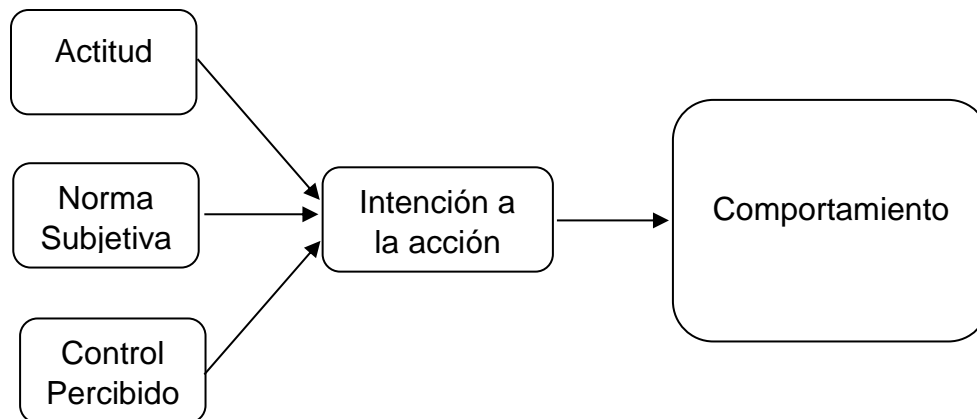 Actitud
Norma
Subjetiva
Control
Percibido
Intención a
la acción
Comportamiento